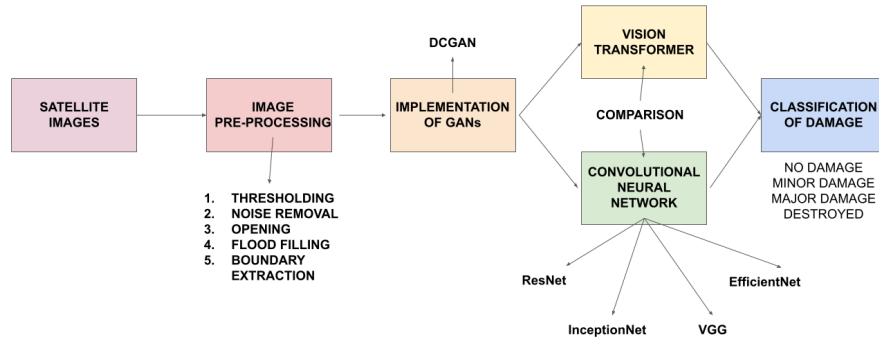 DCGAN
VISION
TRANSFORMER
SATELLITE
IMAGES
IMAGE
PRE-PROCESSING
IMPLEMENTATION
OF GANs
COMPARISON
CLASSIFICATION
OF DAMAGE
CONVOLUTIONAL
NEURAL
NETWORK
NO DAMAGE
MINOR DAMAGE
MAJOR DAMAGE
DESTROYED
1. THRESHOLDING
2. NOISE REMOVAL
3. OPENING
4. FLOOD FILLING
5. BOUNDARY
EXTRACTION
ResNet
EfficientNet
InceptionNet
VGG